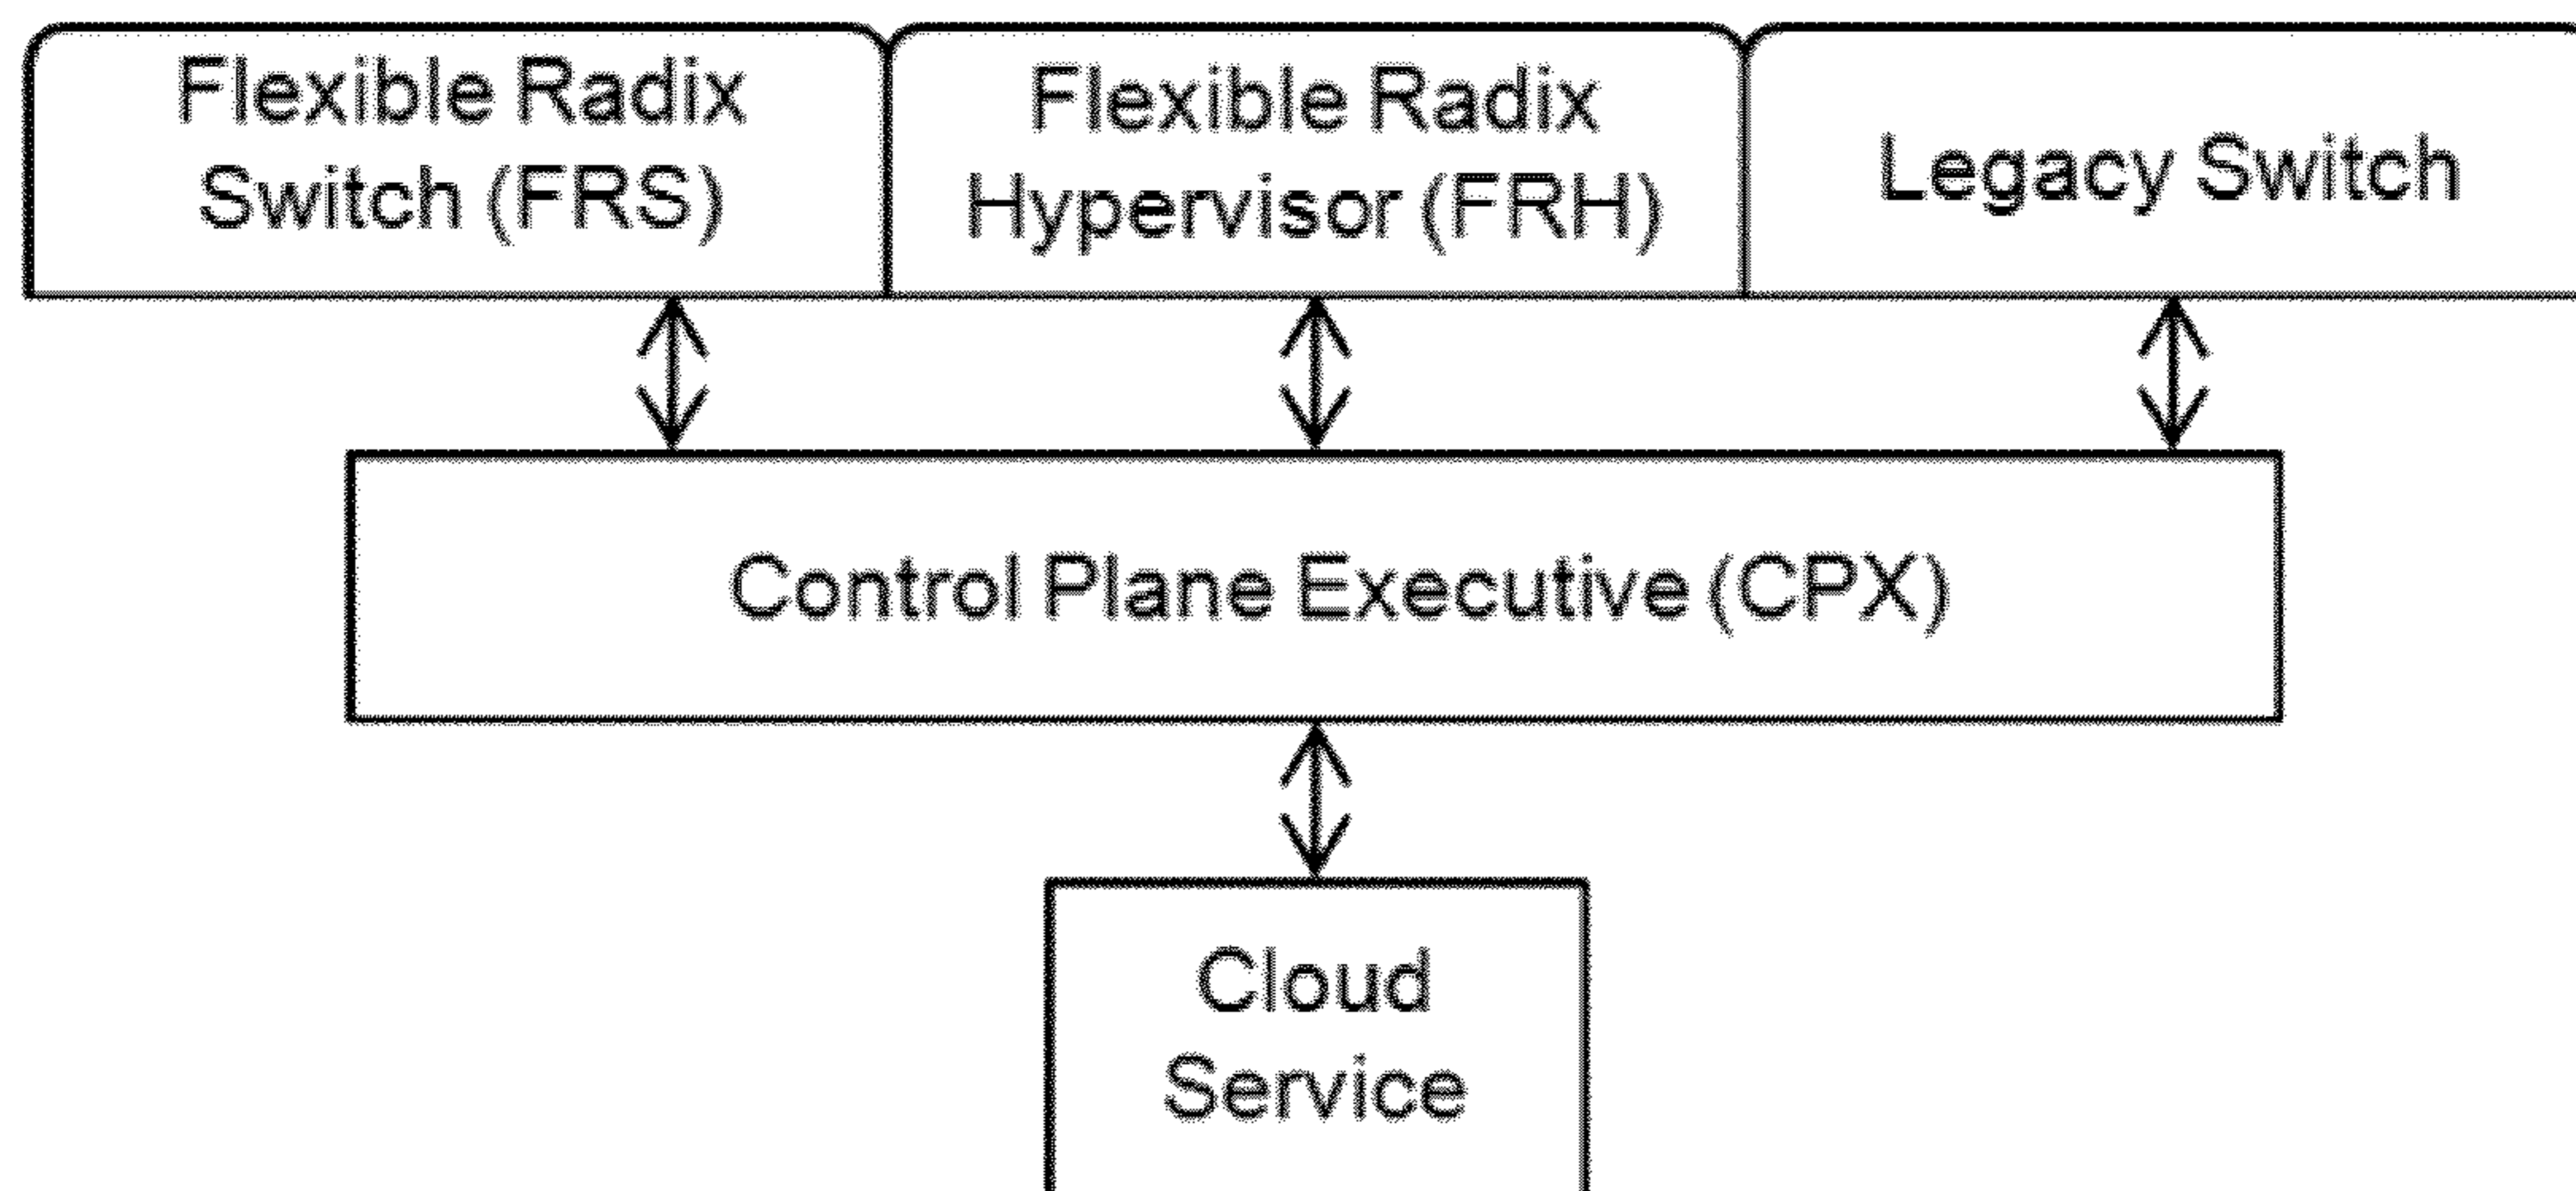 Flexible Radix
Switch (FRS)
Flexible Radix
Hypervisor (FRH)
Legacy Switch
Control Plane Executive (CPX)
Cloud
Service